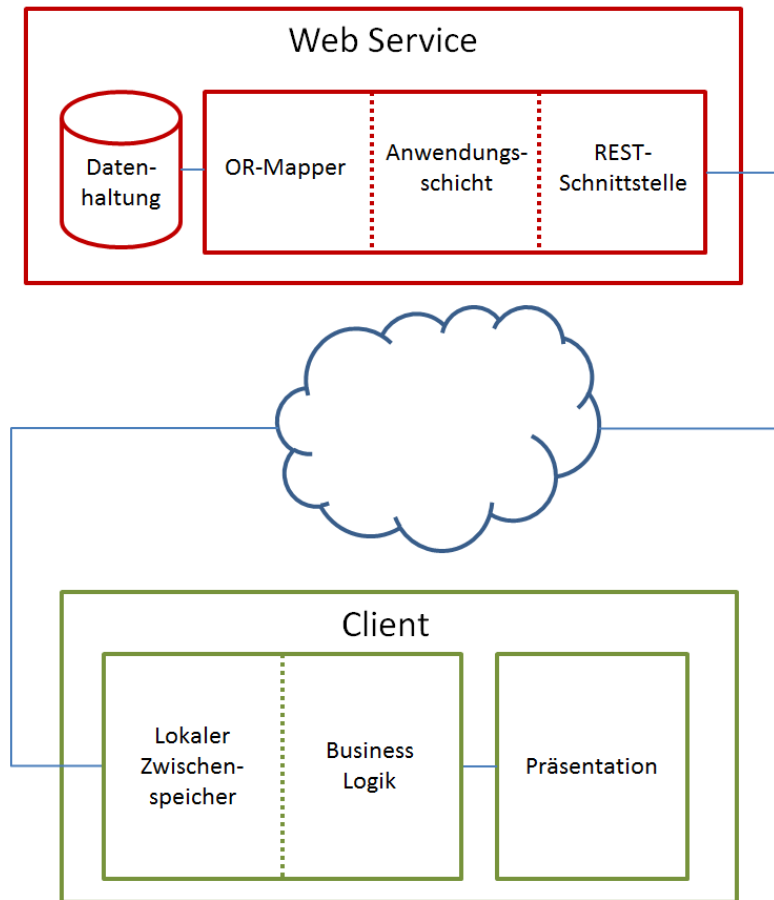 Web Service
Daten-
haltung
OR-Mapper
Anwendungs-
schicht
REST-
Schnittstelle
Client
Lokaler
Zwischen-
speicher
Business
Logik
Präsentation